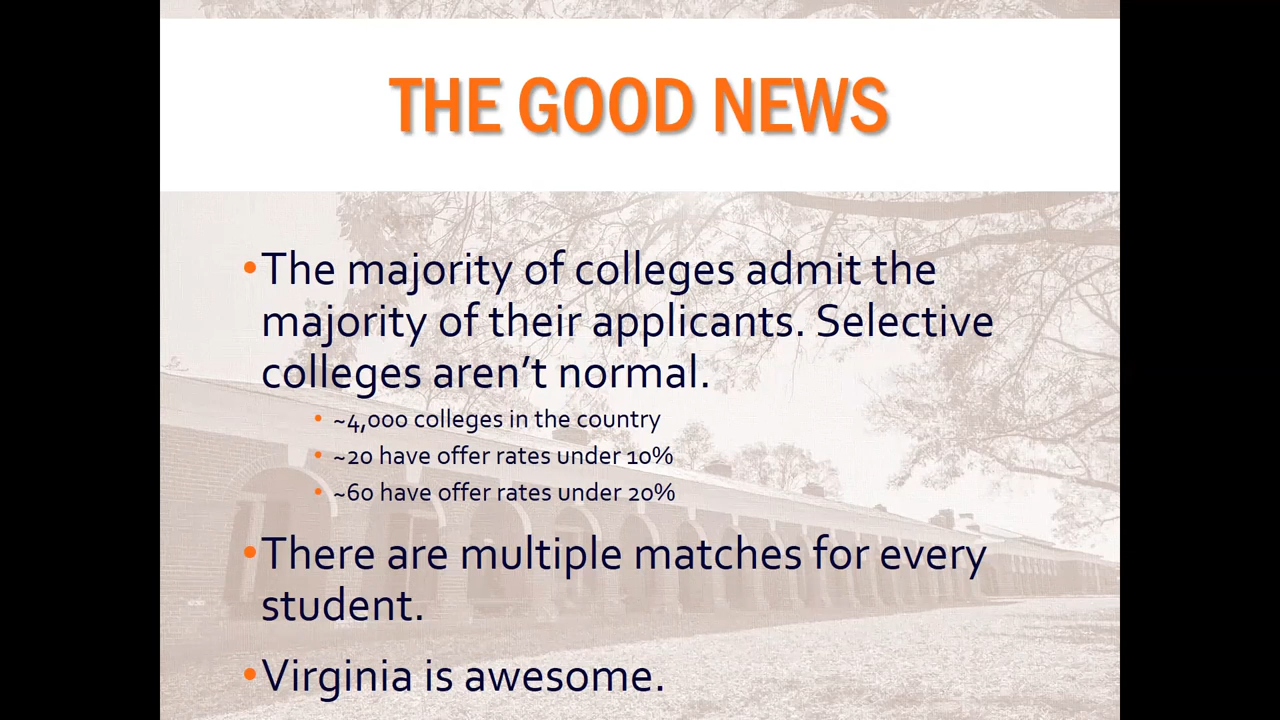 THE GOOD NEWS
•The majority of colleges admit the
majority of their applicants. Selective
colleges aren’t normal.
• ~4,000 colleges in the country
• ~20 have offer rates under 10%
• ~60 have offer rates under 20%
•There are multiple matches for every
student.
•Virginia is awesome.